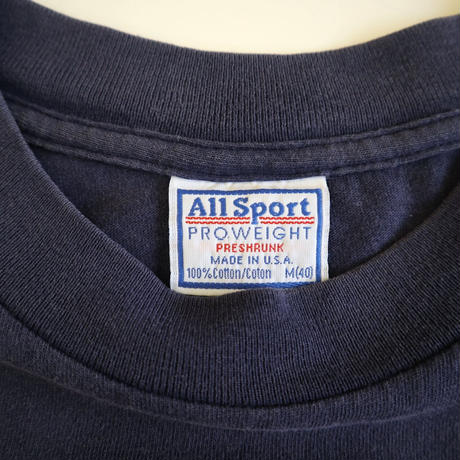 All Sport
PROWEIGHT
PRESHRUNK
MADE IN U.S.A.
100% Cotton/Coton M(40)